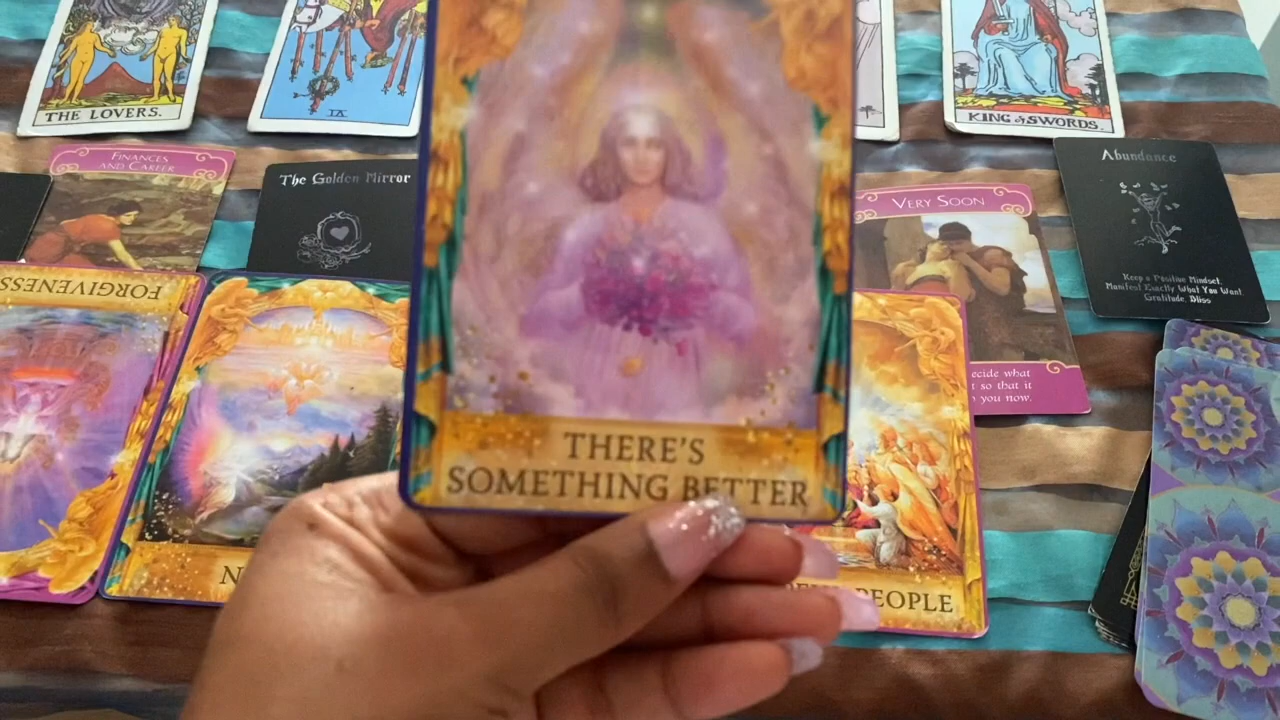 THE LOVERS.
IX
KING of SWORDS.
FINANCES
AND CAREER
The Golden Mirror
VERY SOON
Abundance
Keep a Positive Mindset.
Manifest Exactly What You Want.
Gratitude, Bliss
ecide what
t so that it
you now.
FORGIVENESS
THERE'S
SOMETHING BETTER
N
PEOPLE